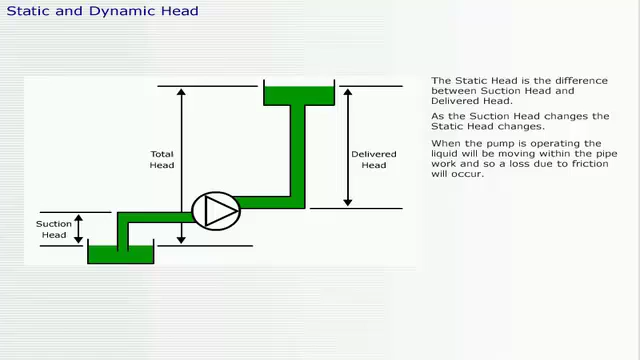 Static and Dynamic Head
The Static Head is the difference
between Suction Head and
Delivered Head.
As the Suction Head changes the
Static Head changes.
When the pump is operating the
liquid will be moving within the pipe
work and so a loss due to friction
will occur.
Total
Head
Delivered
Head
Suction
Head